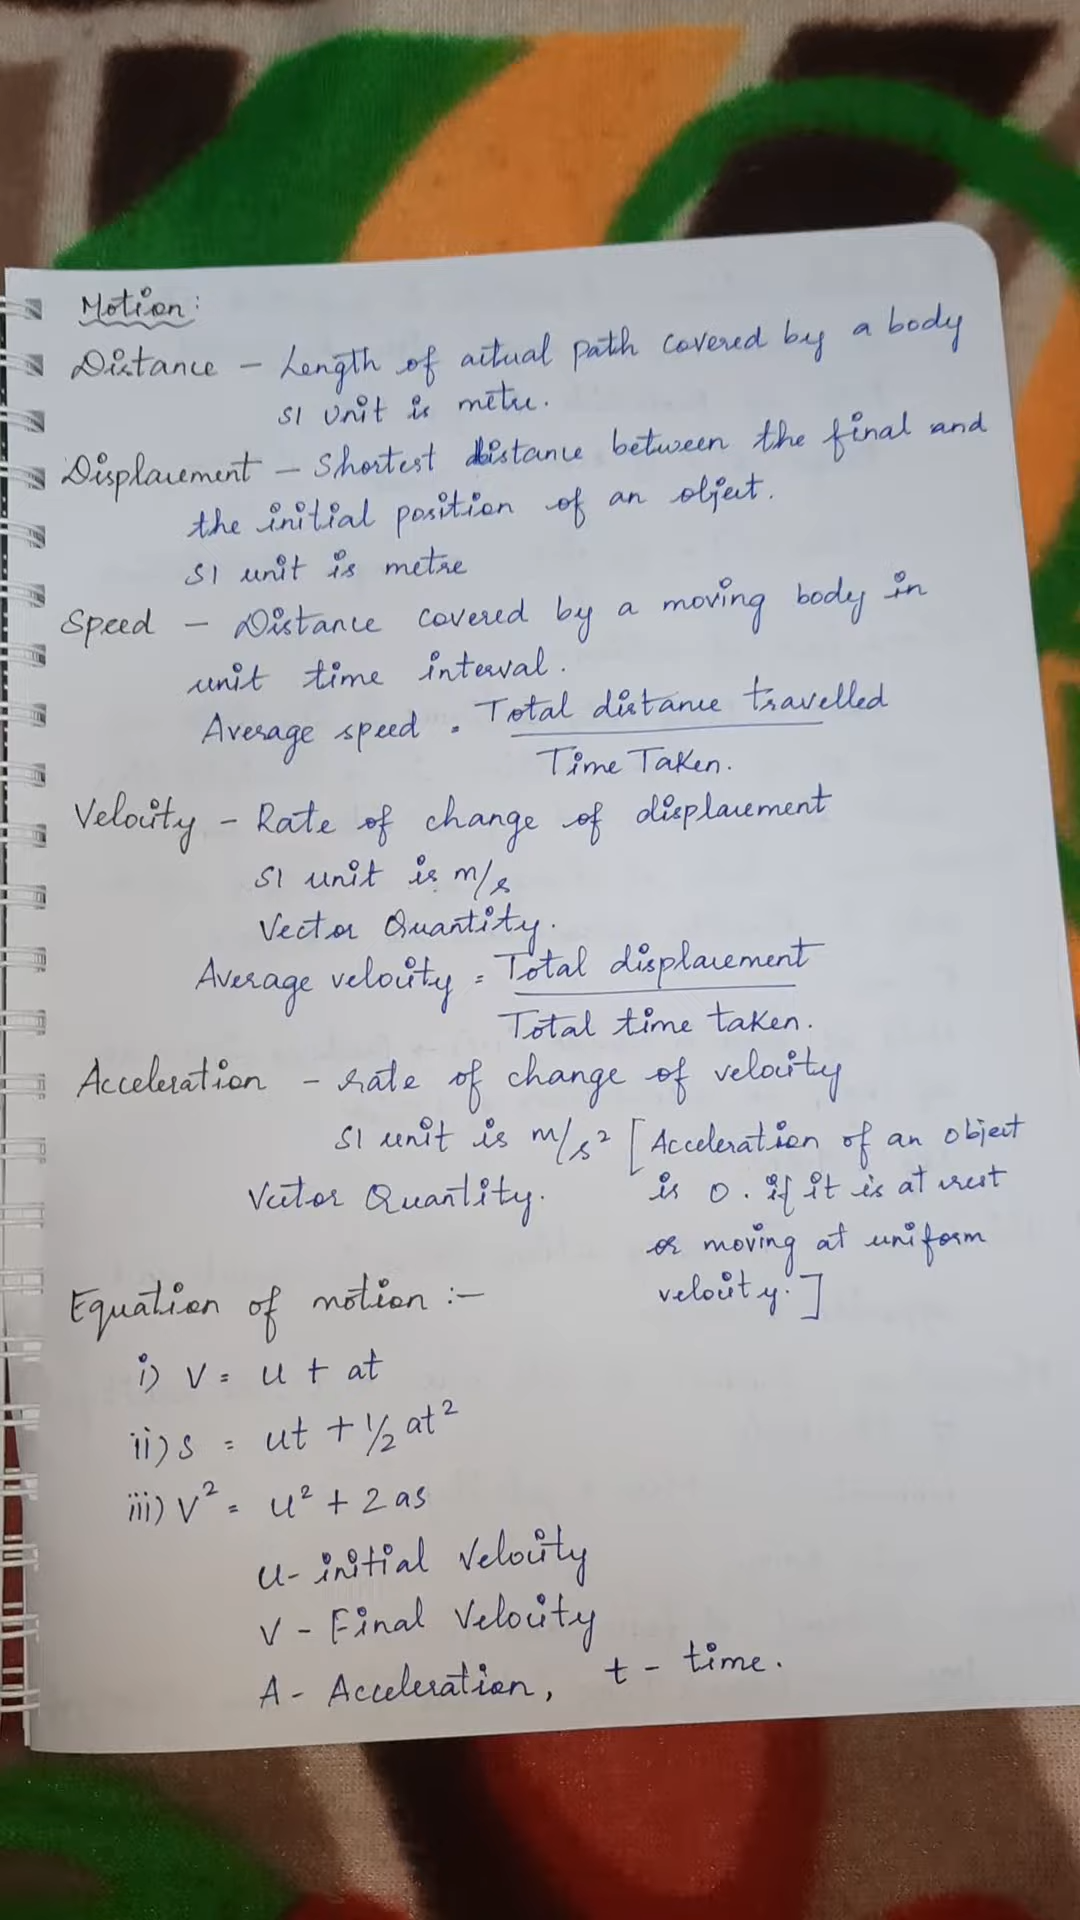 Motion:
Distance - Length of actual path covered by a body
SI unit is metre.
Displacement - Shortest distance between the final and
the initial position of an object.
SI unit is metre
Speed - Distance covered by a moving body in
unit time interval.
Average speed = Total distance travelled
Time Taken.
Velocity - Rate of change of displacement
SI unit is m/s
Vector Quantity.
Average velocity = Total displacement
Total time taken.
Acceleration - rate of change of velocity
SI unit is m/s² [Acceleration of an object
Vector Quantity. is 0. if it is at rest
or moving at uniform
velocity.]
Equation of motion :-
i) V = u + at
ii) s = ut + ½ at²
iii) V² = u² + 2as
u - initial Velocity
V - Final Velocity
A - Acceleration, t - time.